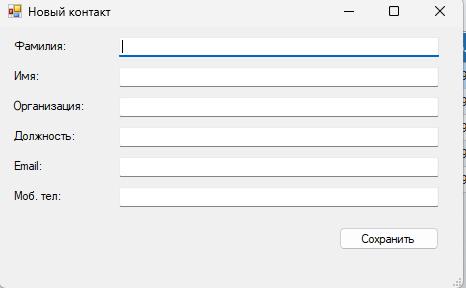 Новый контакт
Фамилия:
Имя:
Организация:
Должность:
Email:
Моб. тел:
Сохранить